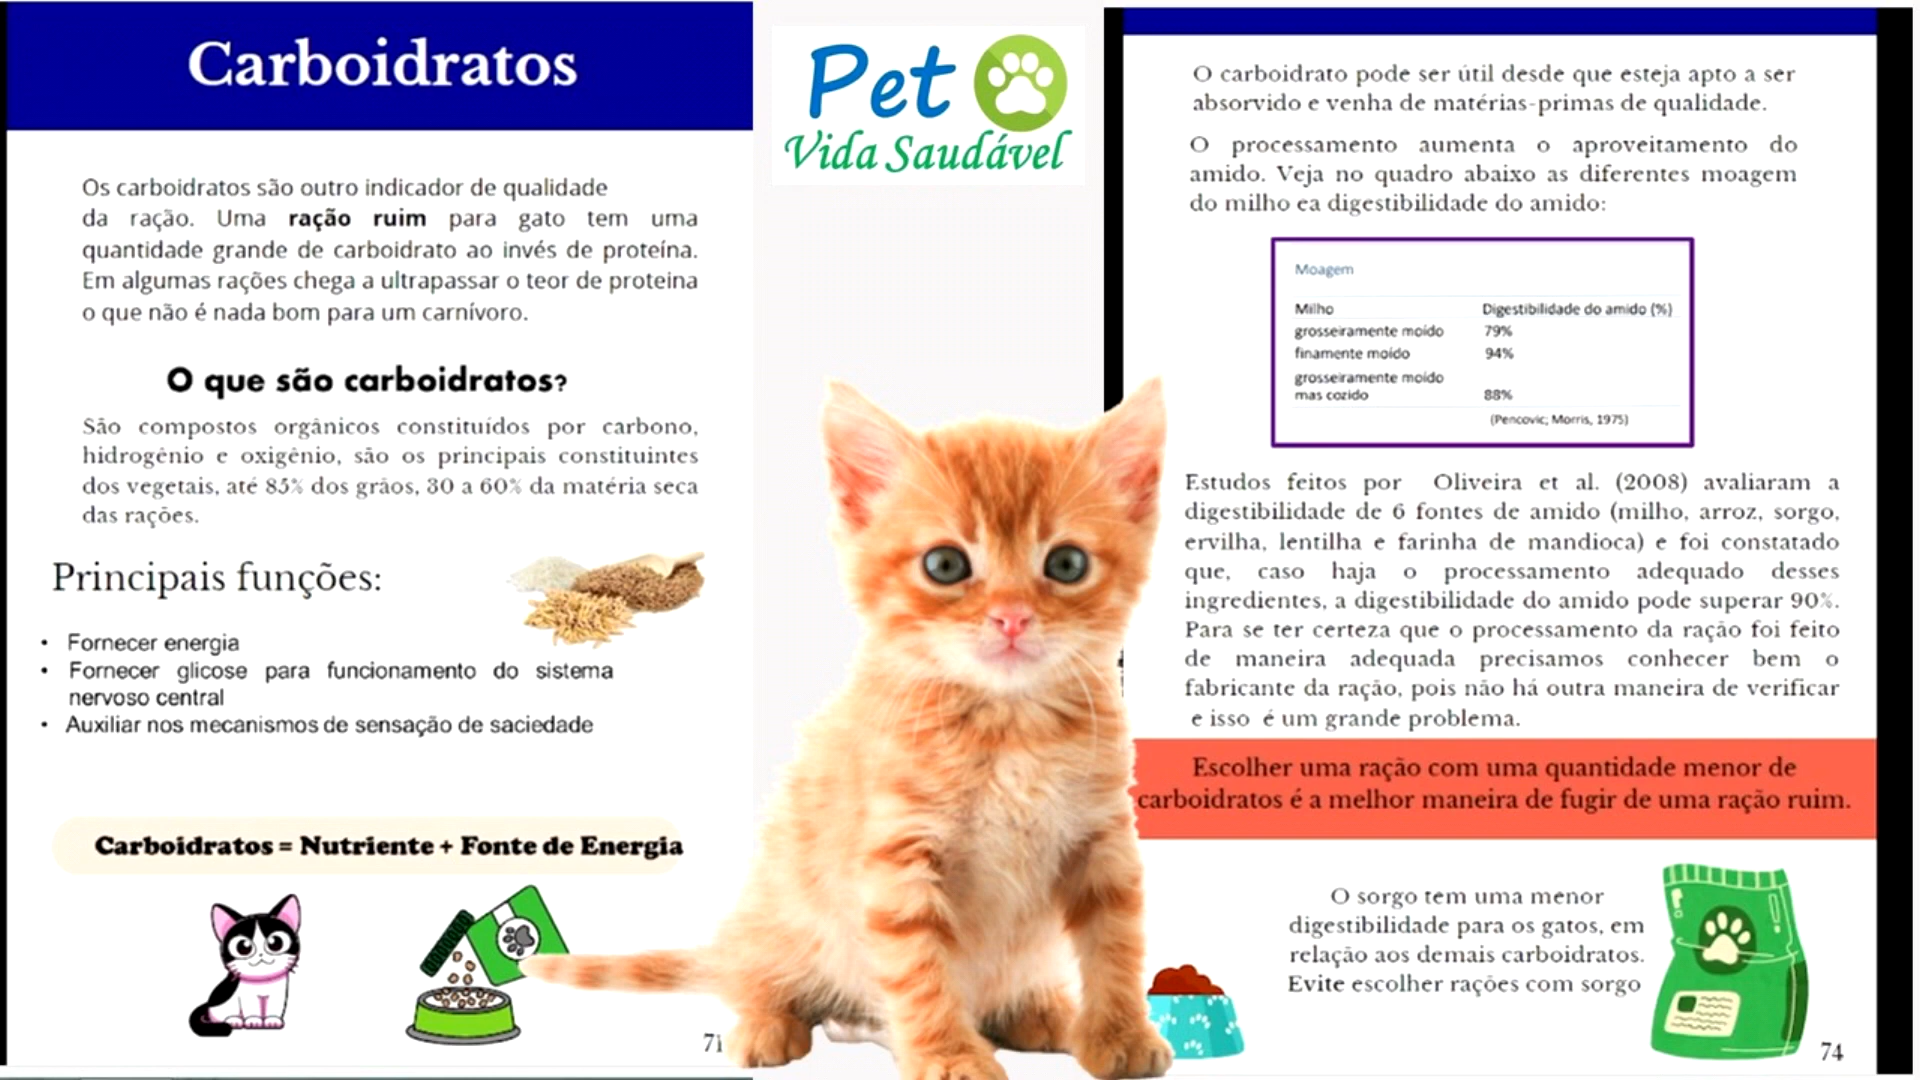 Carboidratos
Os carboidratos são outro indicador de qualidade
da ração. Uma ração ruim para gato tem uma
quantidade grande de carboidrato ao invés de proteína.
Em algumas rações chega a ultrapassar o teor de proteina
o que não é nada bom para um carnívoro.
O que são carboidratos?
São compostos orgânicos constituídos por carbono,
hidrogênio e oxigênio, são os principais constituintes
dos vegetais, até 85% dos grãos, 30 a 60% da matéria seca
das rações.
Principais funções:
• Fornecer energia
• Fornecer glicose para funcionamento do sistema
nervoso central
• Auxiliar nos mecanismos de sensação de saciedade
Carboidratos = Nutriente + Fonte de Energia
71
Pet
Vida Saudável
O carboidrato pode ser útil desde que esteja apto a ser
absorvido e venha de matérias-primas de qualidade.
O processamento aumenta o aproveitamento do
amido. Veja no quadro abaixo as diferentes moagem
do milho ea digestibilidade do amido:
Moagem
Milho Digestibilidade do amido (%)
grosseiramente moído 79%
finamente moído 94%
grosseiramente moído
mas cozido 88%
(Pencovic; Morris, 1975)
Estudos feitos por Oliveira et al. (2008) avaliaram a
digestibilidade de 6 fontes de amido (milho, arroz, sorgo,
ervilha, lentilha e farinha de mandioca) e foi constatado
que, caso haja o processamento adequado desses
ingredientes, a digestibilidade do amido pode superar 90%.
Para se ter certeza que o processamento da ração foi feito
de maneira adequada precisamos conhecer bem o
fabricante da ração, pois não há outra maneira de verificar
e isso é um grande problema.
Escolher uma ração com uma quantidade menor de
carboidratos é a melhor maneira de fugir de uma ração ruim.
O sorgo tem uma menor
digestibilidade para os gatos, em
relação aos demais carboidratos.
Evite escolher rações com sorgo
74